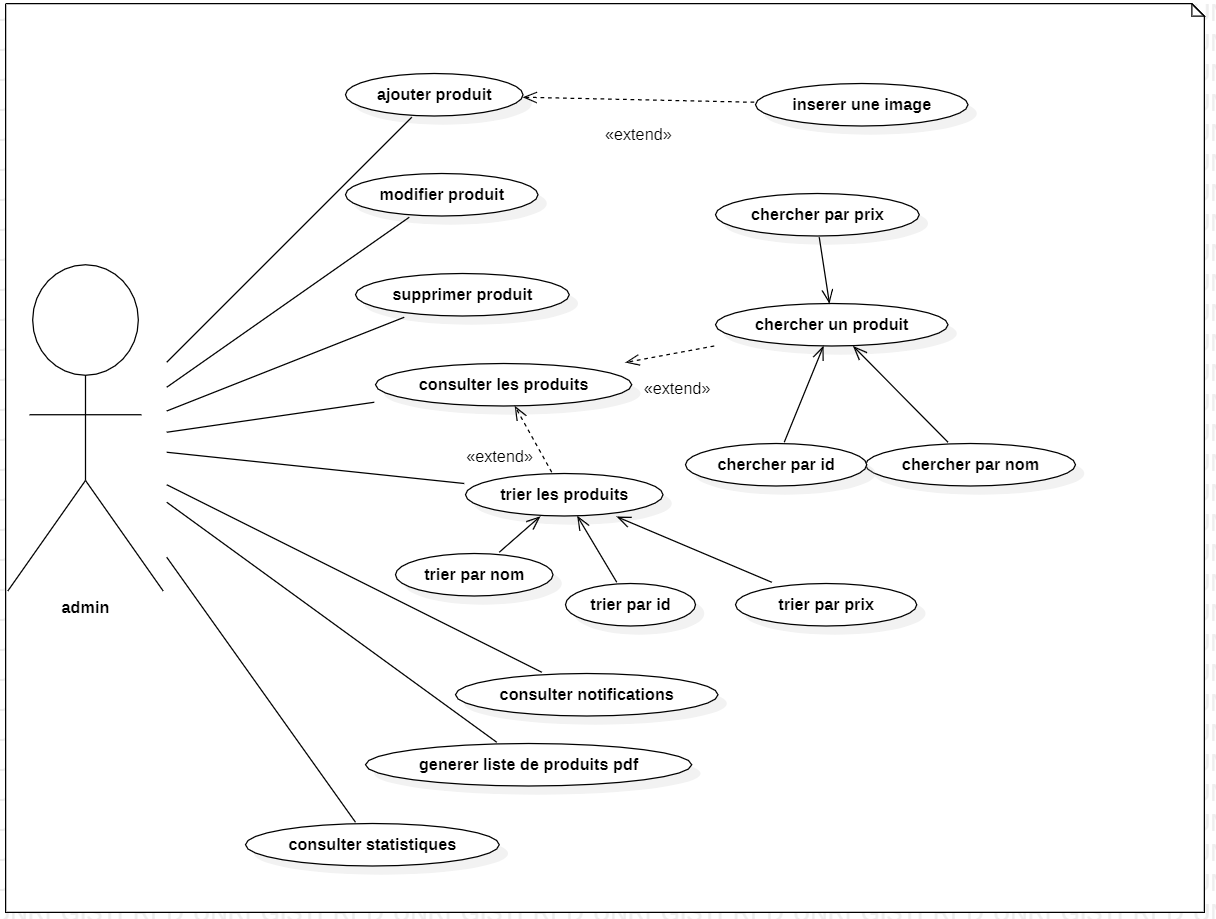 ajouter produit
inserer une image
«extend»
modifier produit
chercher par prix
supprimer produit
chercher un produit
consulter les produits
«extend»
«extend»
chercher par id
chercher par nom
trier les produits
trier par nom
trier par id
trier par prix
admin
consulter notifications
generer liste de produits pdf
consulter statistiques